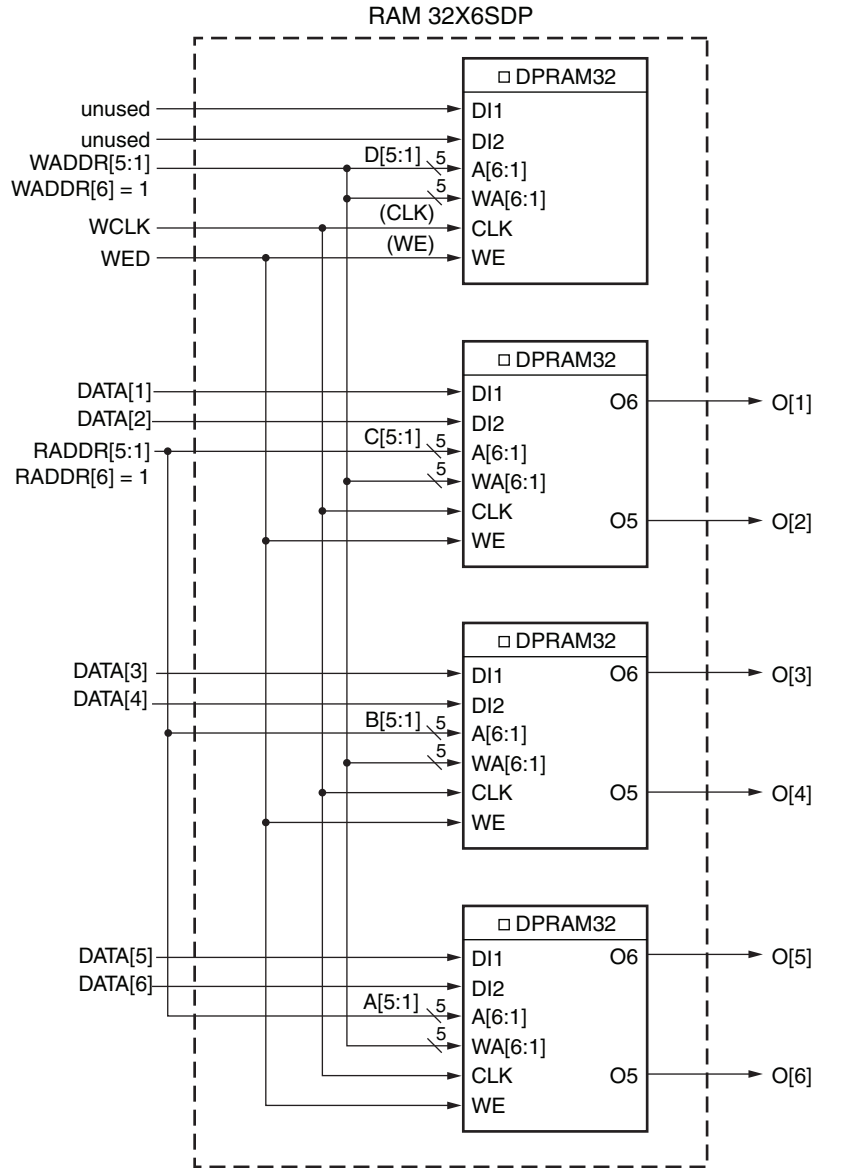 RAM 32X6SDP
□ DPRAM32
unused
DI1
unused
DI2
WADDR[5:1]
D[5:1]
5
A[6:1]
WADDR[6] = 1
5
WA[6:1]
WCLK
(CLK)
CLK
WED
(WE)
WE
□ DPRAM32
DATA[1]
DI1
O6
O[1]
DATA[2]
DI2
RADDR[5:1]
C[5:1]
5
A[6:1]
RADDR[6] = 1
5
WA[6:1]
CLK
O5
O[2]
WE
□ DPRAM32
DATA[3]
DI1
O6
O[3]
DATA[4]
DI2
B[5:1]
5
A[6:1]
5
WA[6:1]
CLK
O5
O[4]
WE
□ DPRAM32
DATA[5]
DI1
O6
O[5]
DATA[6]
DI2
A[5:1]
5
A[6:1]
5
WA[6:1]
CLK
O5
O[6]
WE